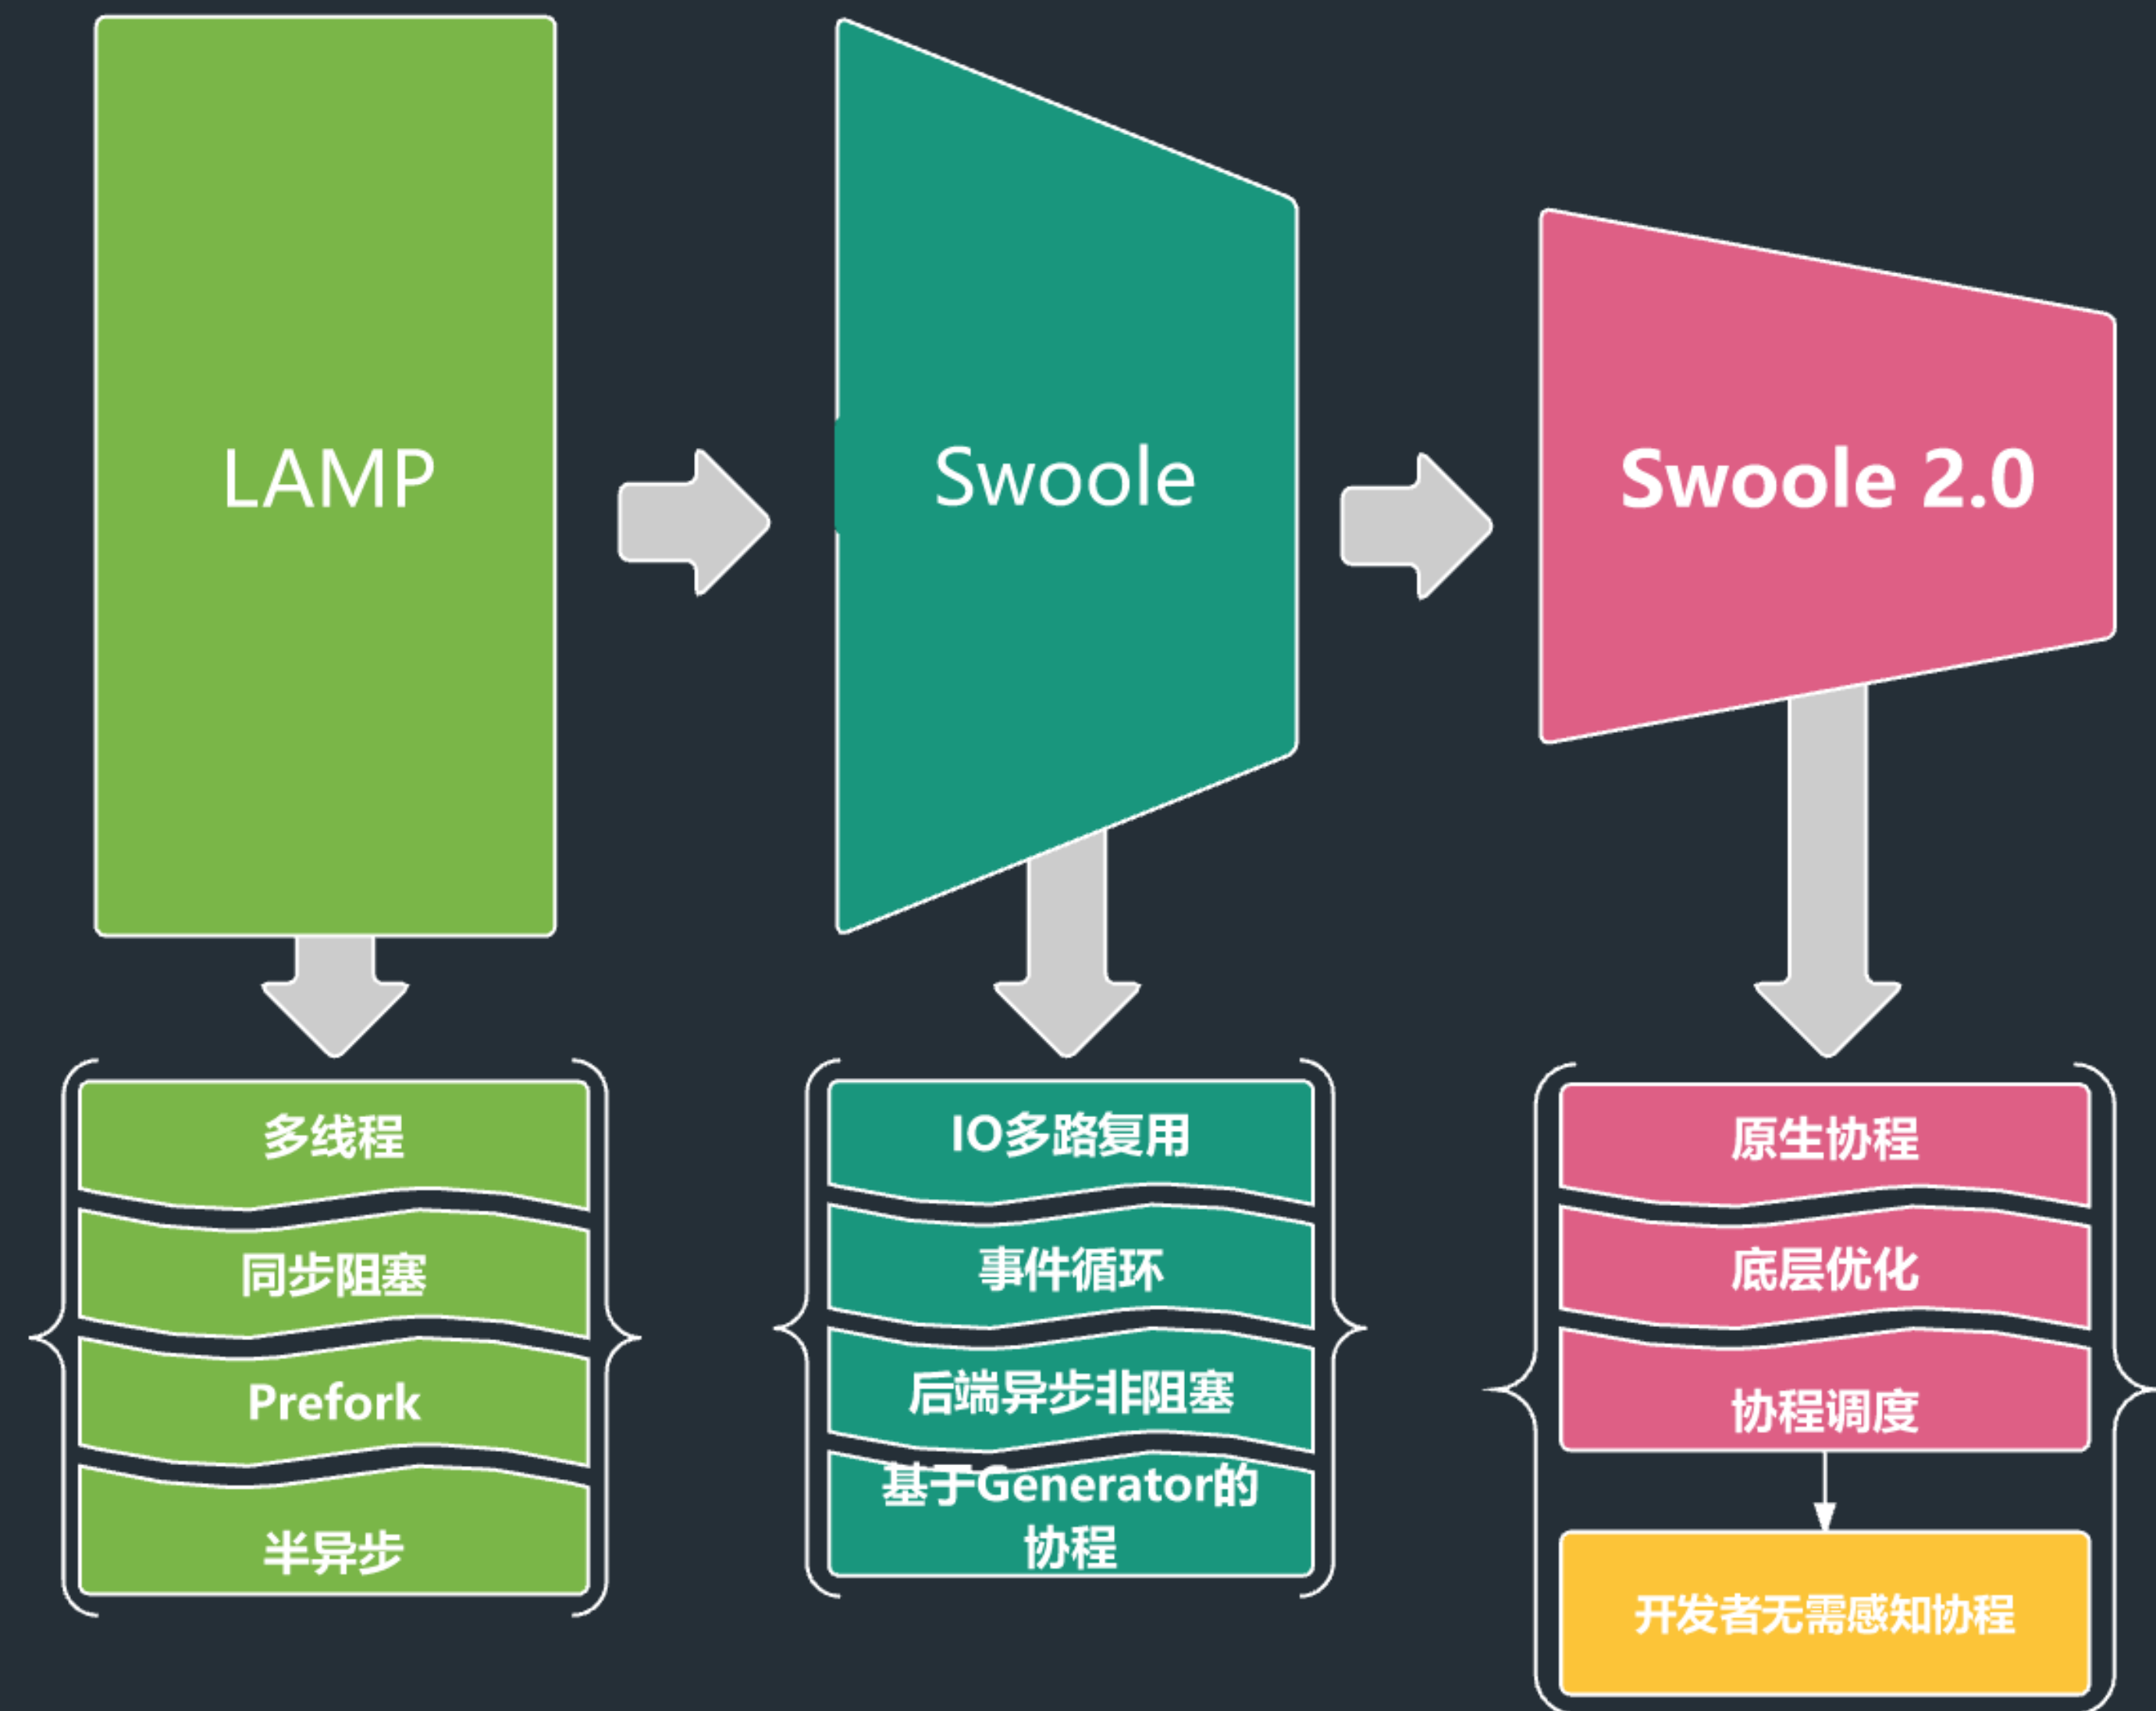 LAMP
Swoole
Swoole 2.0
多线程
同步阻塞
Prefork
半异步
IO多路复用
事件循环
后端异步非阻塞
基于Generator的
协程
原生协程
底层优化
协程调度
开发者无需感知协程